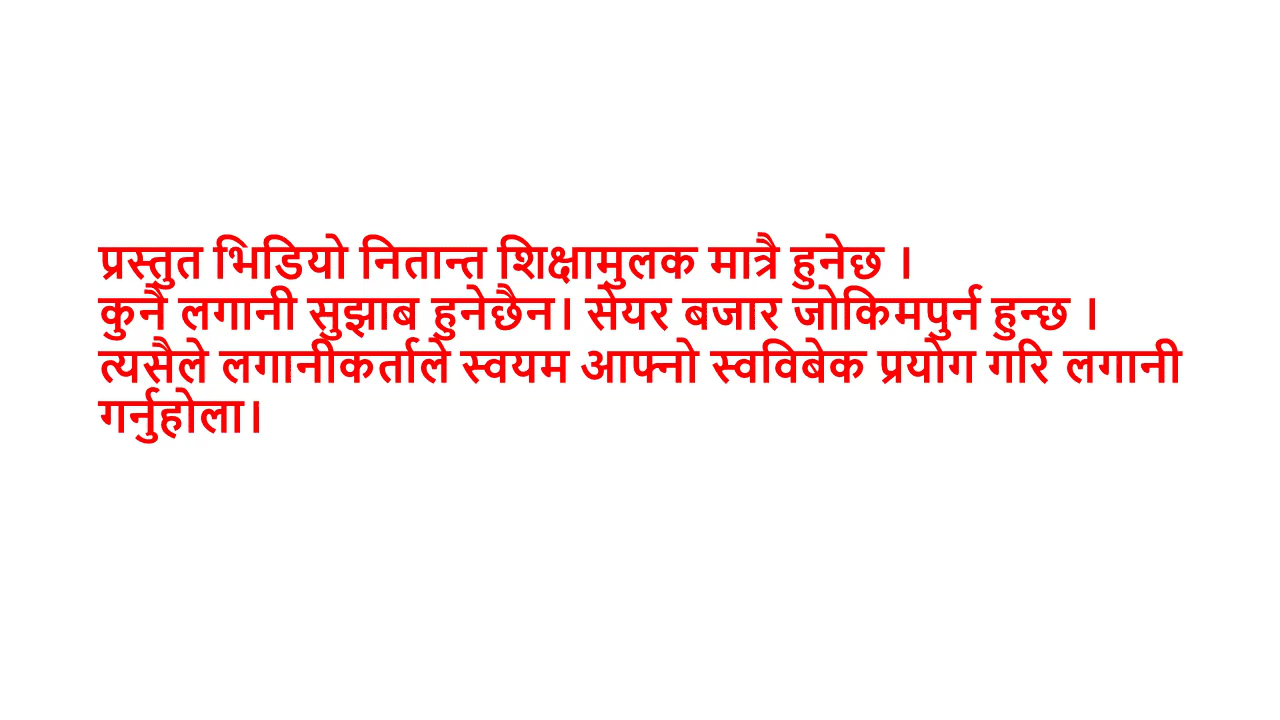 प्रस्तुत भिडियो नितान्त शिक्षामुलक मात्रै हुनेछ ।
कुनै लगानी सुझाब हुनेछैन। सेयर बजार जोकिमपुर्न हुन्छ ।
त्यसैले लगानीकर्ताले स्वयम आफ्नो स्वविबेक प्रयोग गरि लगानी
गर्नुहोला।